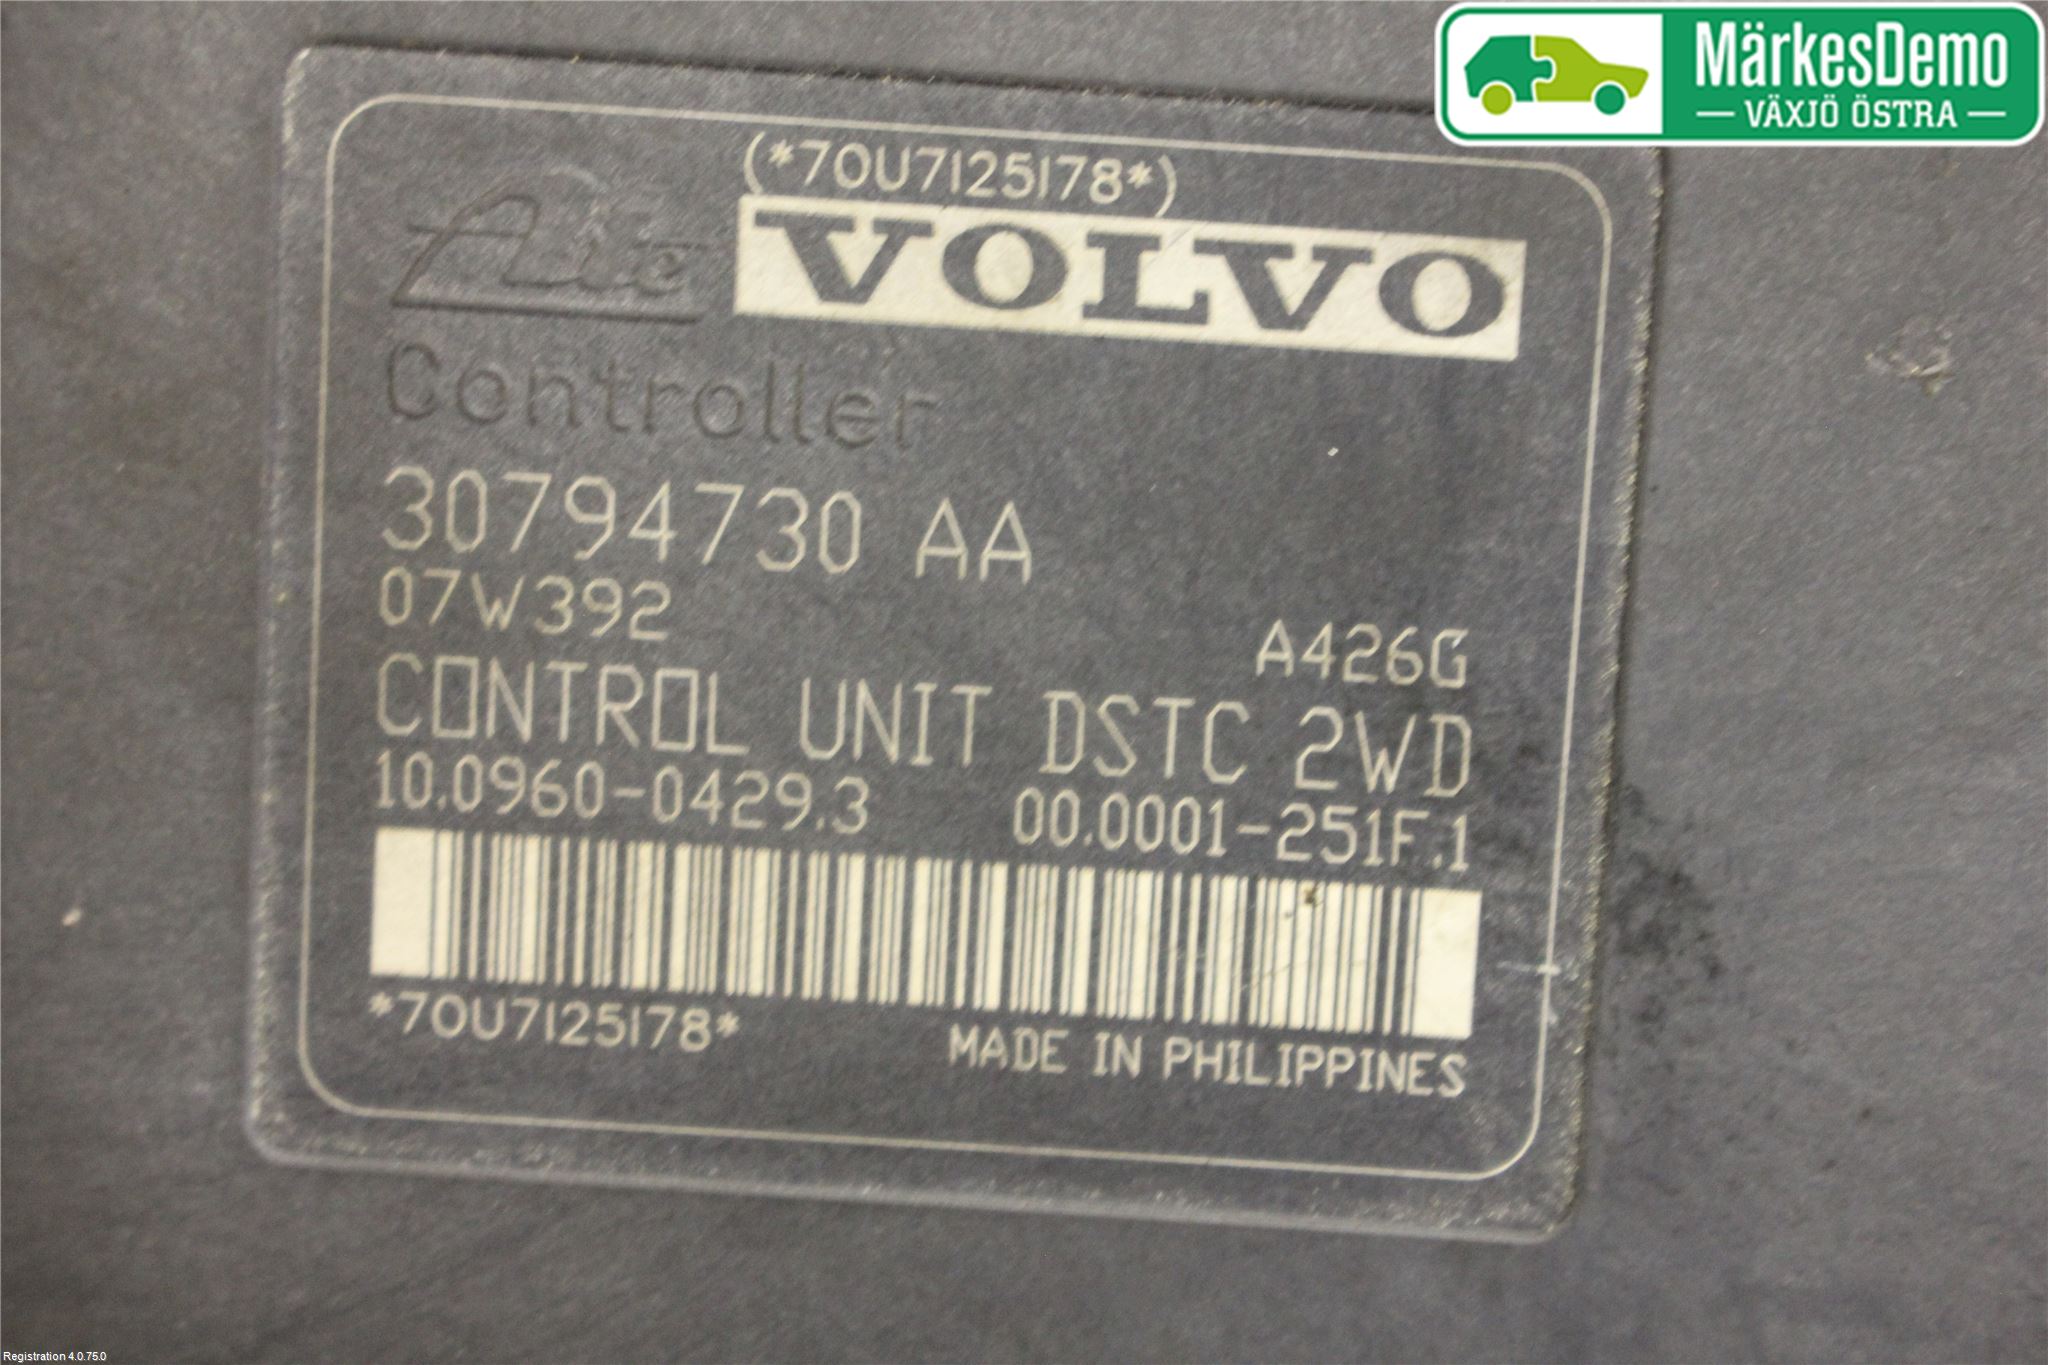 MärkesDemo
VÄXJÖ ÖSTRA
(*70U7125178*)
Ate VOLVO
Controller
30794730 AA
07W392 A426G
CONTROL UNIT DSTC 2WD
10.0960-0429.3 00.0001-251F.1
*70U7125178* MADE IN PHILIPPINES
Registration 4.0.75.0